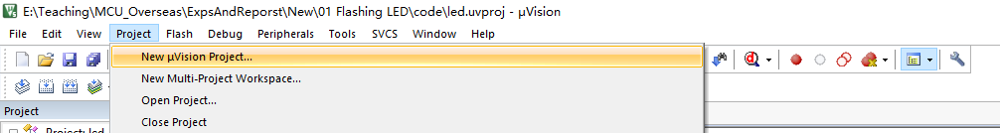 E:\Teaching\MCU_Overseas\ExpsAndReporst\New\01 Flashing LED\code\led.uvproj - µVision
File Edit View Project Flash Debug Peripherals Tools SVCS Window Help
New µVision Project...
New Multi-Project Workspace...
Open Project...
Project
Close Project
Project: led